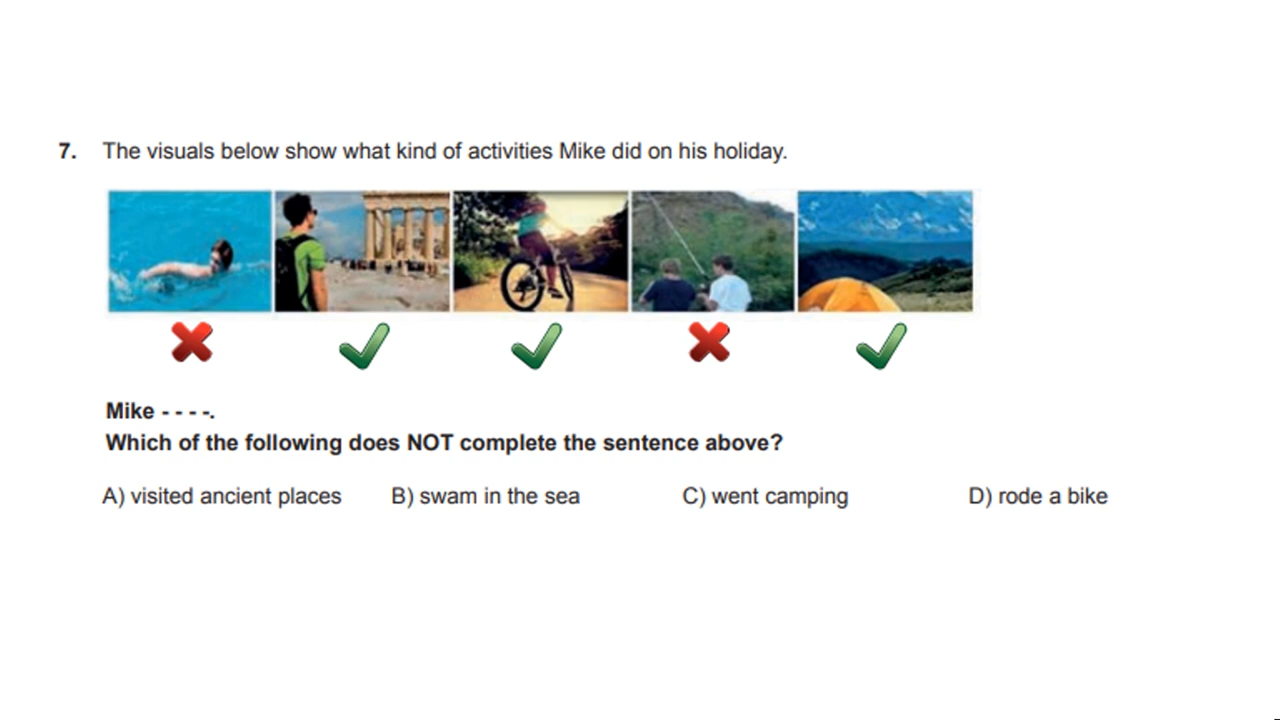 7. The visuals below show what kind of activities Mike did on his holiday.
Mike - - - -.
Which of the following does NOT complete the sentence above?
A) visited ancient places B) swam in the sea C) went camping D) rode a bike